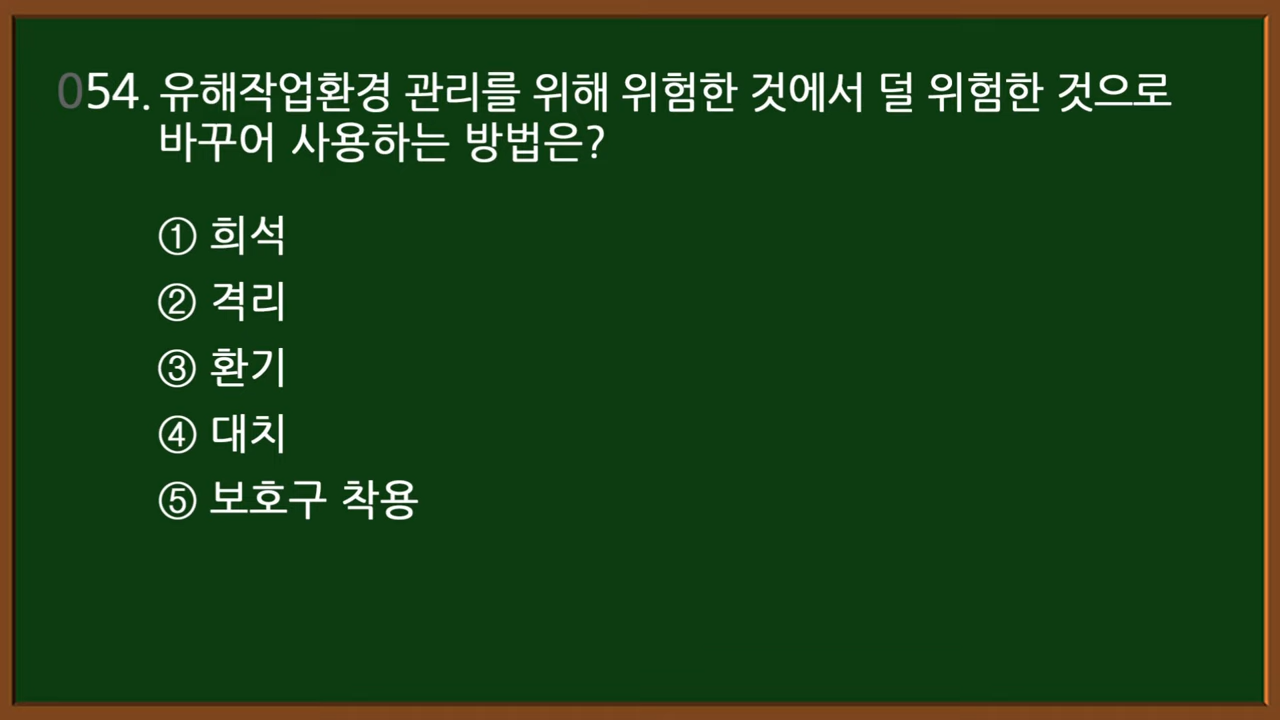 054. 유해작업환경 관리를 위해 위험한 것에서 덜 위험한 것으로
바꾸어 사용하는 방법은?
① 희석
② 격리
③ 환기
④ 대치
⑤ 보호구 착용